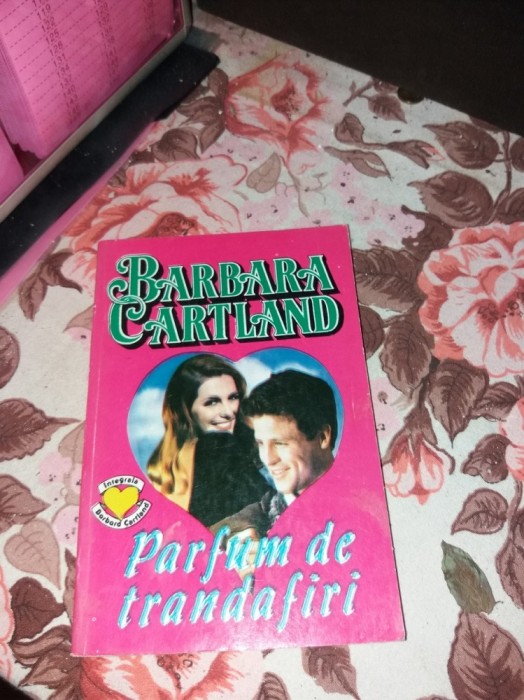 BARBARA
CARTLAND
Integrala
Barbara Cartland
Parfum de
trandafiri